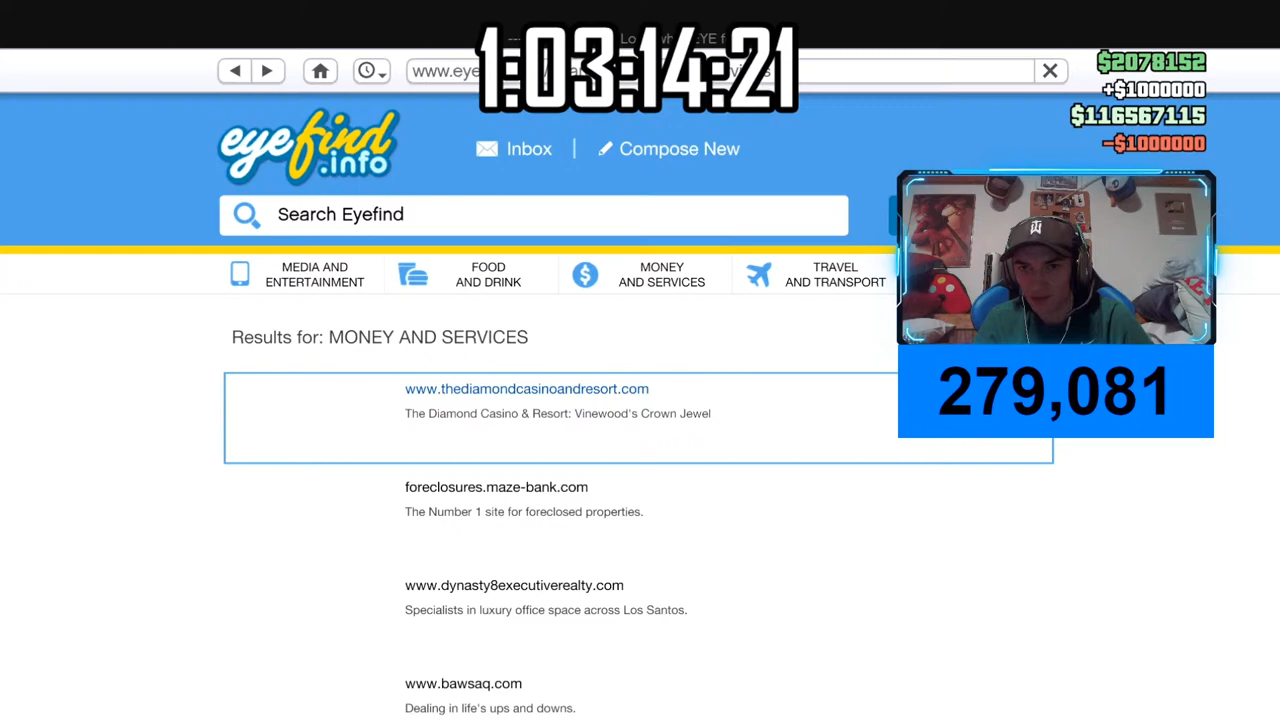 1:03:14:21
www.eye
$2078152
+$1000000
$116567115
-$1000000
eyefind.info
Inbox | Compose New
Search Eyefind
MEDIA AND ENTERTAINMENT
FOOD AND DRINK
MONEY AND SERVICES
TRAVEL AND TRANSPORT
Results for: MONEY AND SERVICES
279,081
www.thediamondcasinoandresort.com
The Diamond Casino & Resort: Vinewood's Crown Jewel
foreclosures.maze-bank.com
The Number 1 site for foreclosed properties.
www.dynasty8executiverealty.com
Specialists in luxury office space across Los Santos.
www.bawsaq.com
Dealing in life's ups and downs.